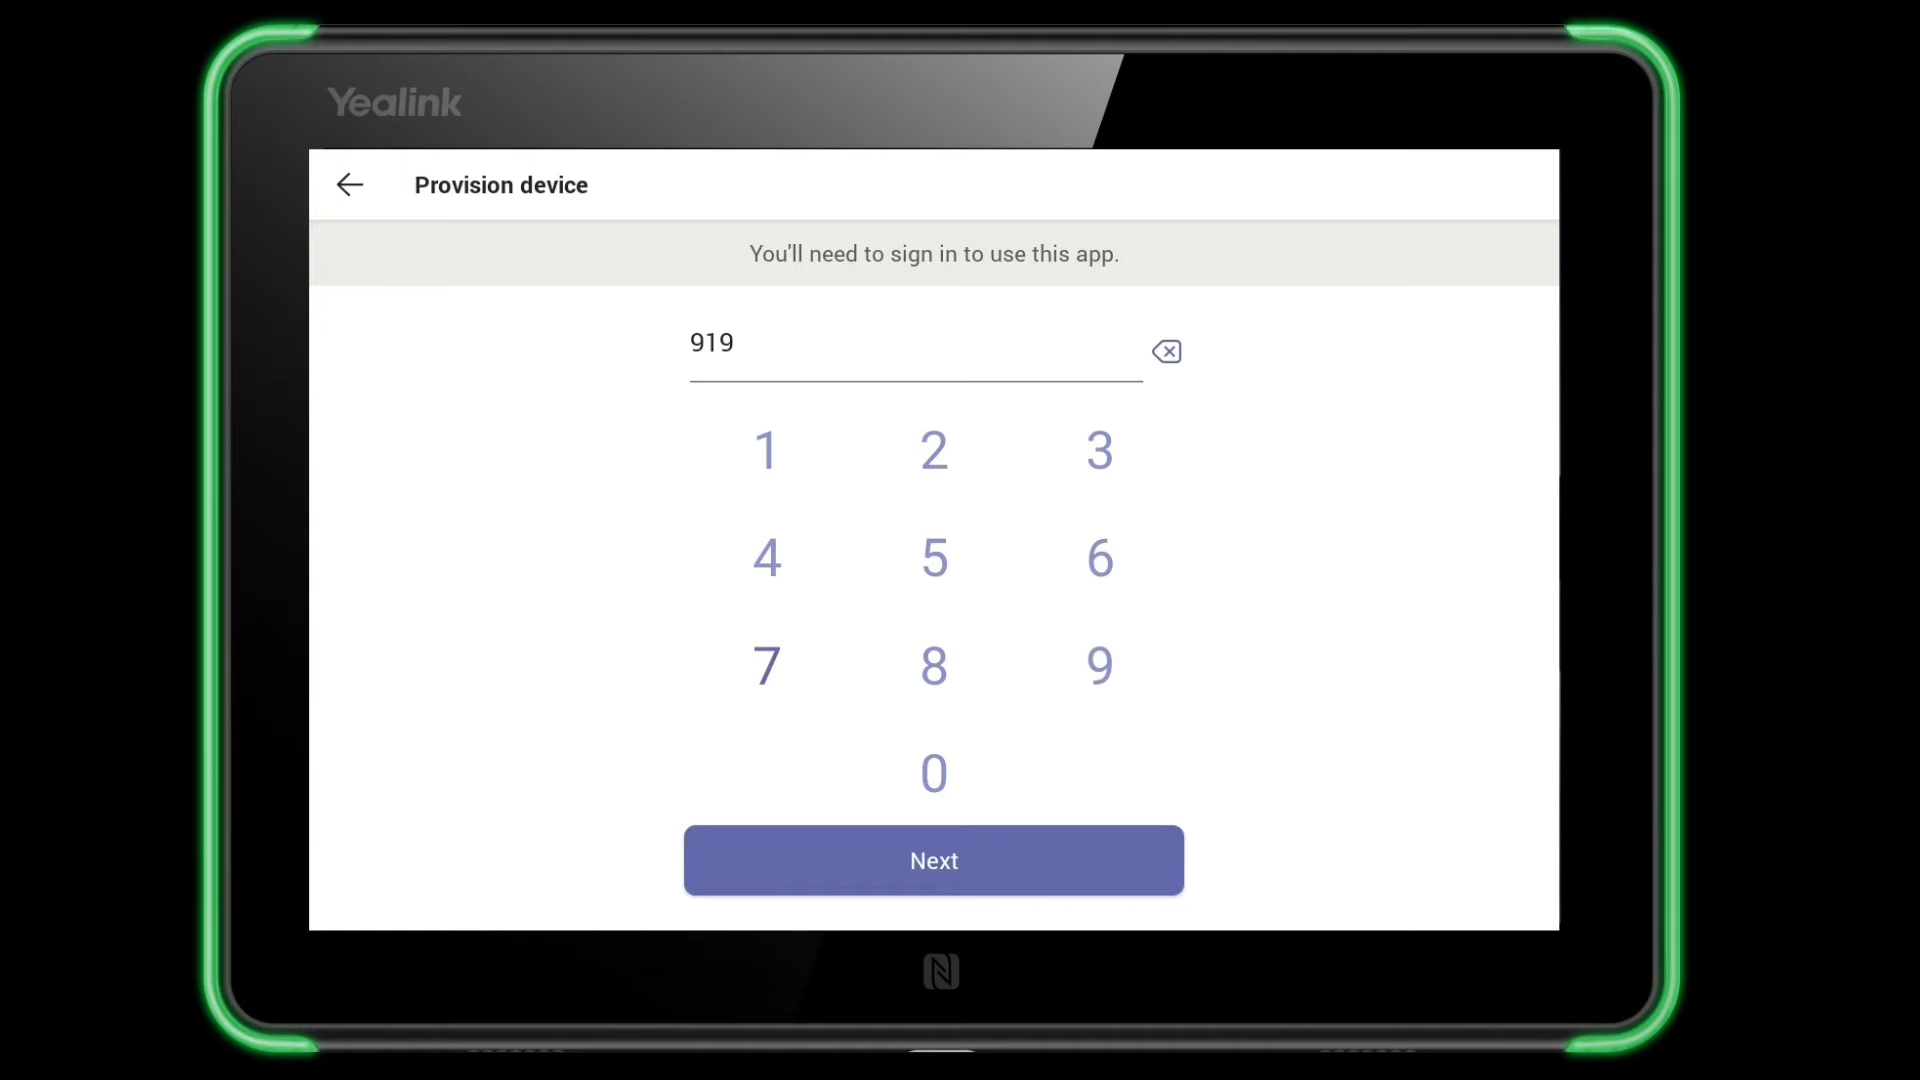 Yealink
Provision device
You'll need to sign in to use this app.
919
1 2 3
4 5 6
7 8 9
0
Next